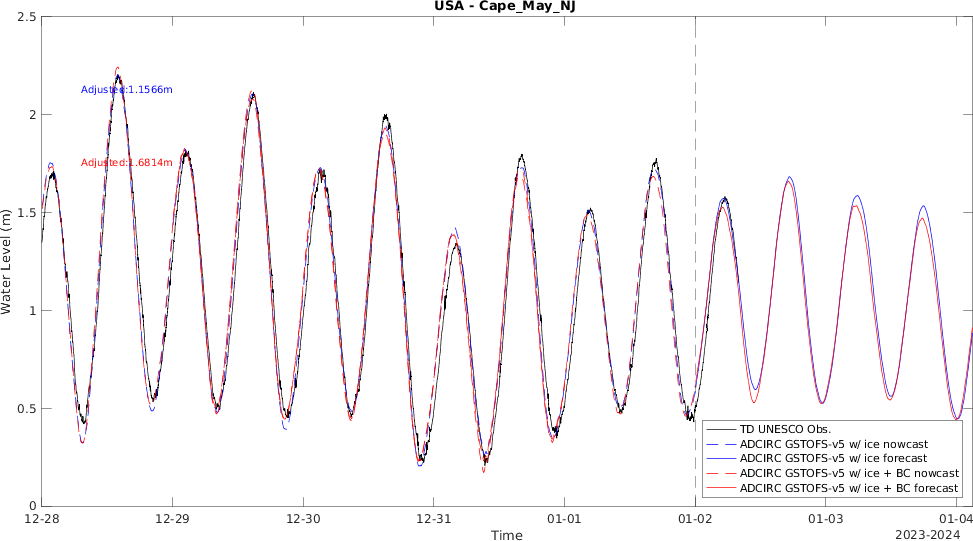 USA - Cape_May_NJ
2.5
Adjusted:1.1566m
2
Adjusted:1.6814m
1.5
Water Level (m)
1
0.5
TD UNESCO Obs.
ADCIRC GSTOFS-v5 w/ ice nowcast
ADCIRC GSTOFS-v5 w/ ice forecast
ADCIRC GSTOFS-v5 w/ ice + BC nowcast
ADCIRC GSTOFS-v5 w/ ice + BC forecast
0
12-28 12-29 12-30 12-31 01-01 01-02 01-03 01-04
Time
2023-2024